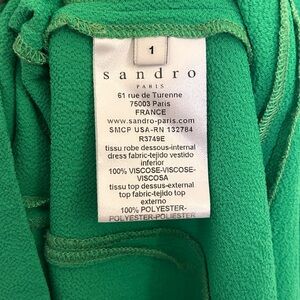 1
sandro
PARIS
61 rue de Turenne
75003 Paris
FRANCE
www.sandro-paris.com
SMCP USA-RN 132784
R3749E
tissu robe dessous-internal
dress fabric-tejido vestido
inferior
100% VISCOSE-VISCOSE-
VISCOSA
tissu top dessus-external
top fabric-tejido top
externo
100% POLYESTER-
POLYESTER-POLIESTER